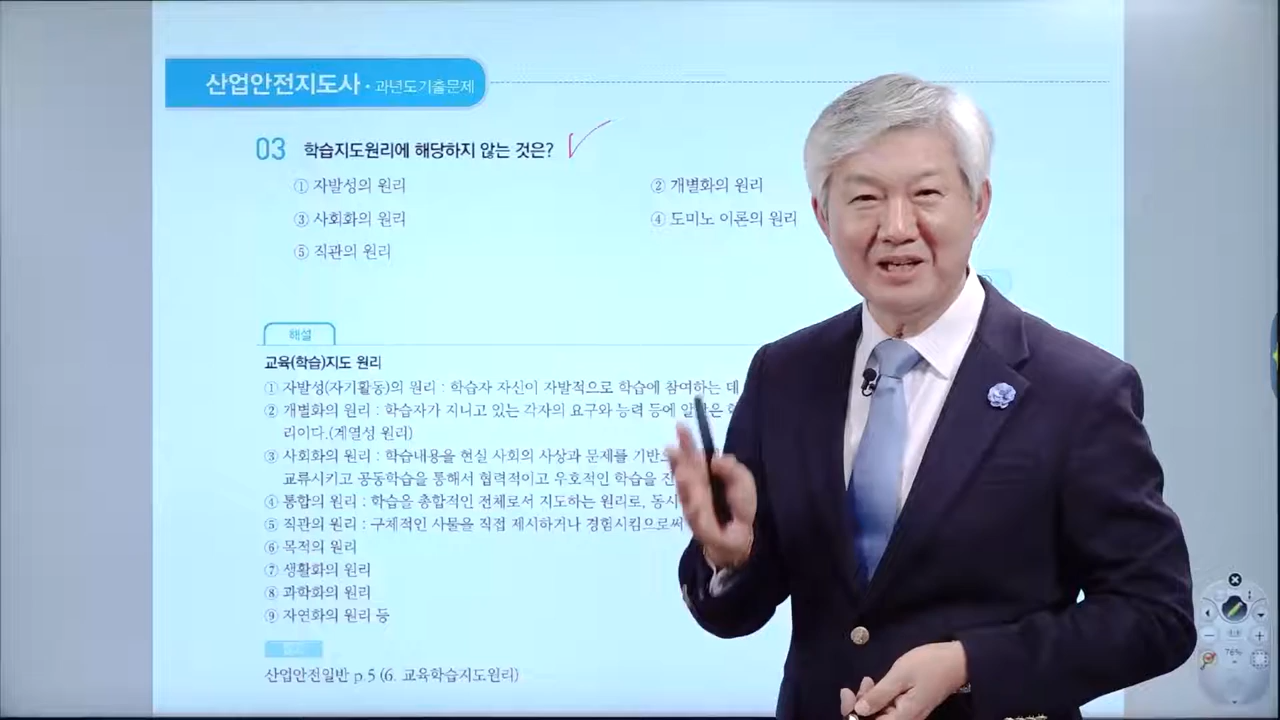 산업안전지도사 • 과년도기출문제
03 학습지도원리에 해당하지 않는 것은?
① 자발성의 원리 ② 개별화의 원리
③ 사회화의 원리 ④ 도미노 이론의 원리
⑤ 직관의 원리
해설
교육(학습)지도 원리
① 자발성(자기활동)의 원리 : 학습자 자신이 자발적으로 학습에 참여하는 데
② 개별화의 원리 : 학습자가 지니고 있는 각자의 요구와 능력 등에
리이다.(계열성 원리)
③ 사회화의 원리 : 학습내용을 현실 사회의 사상과 문제를
교류시키고 공동학습을 통해서 협력적이고 우호적인 학습을
④ 통합의 원리 : 학습을 총합적인 전체로서 지도하는 원리로,
⑤ 직관의 원리 : 구체적인 사물을 직접 제시하거나 경험시킴으로써
⑥ 목적의 원리
⑦ 생활화의 원리
⑧ 과학화의 원리
⑨ 자연화의 원리 등
산업안전일반 p.5 (6. 교육학습지도원리)
76%